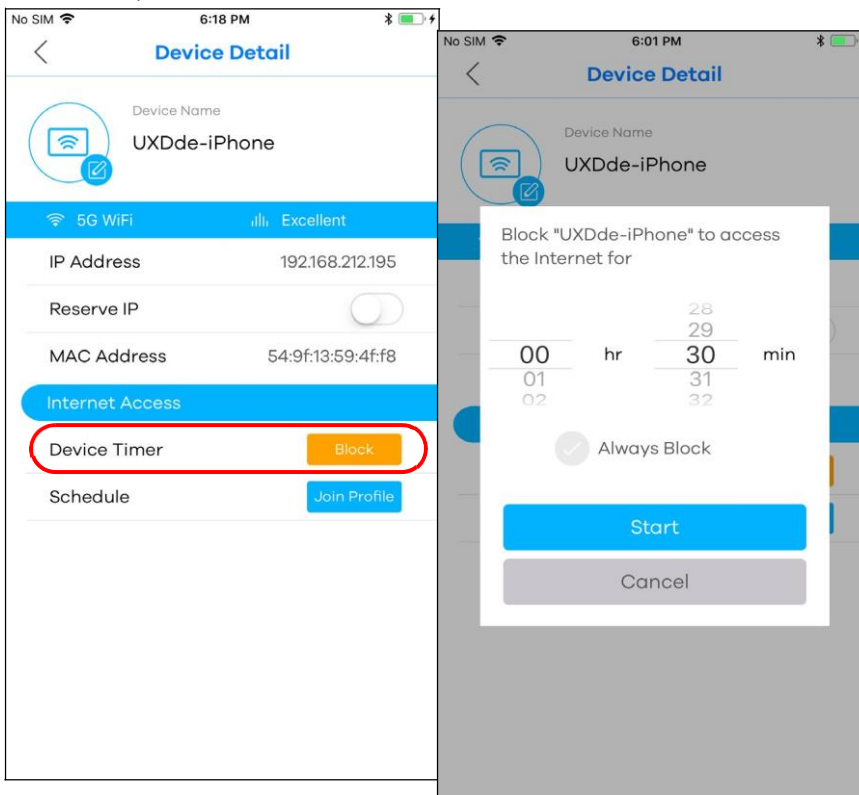 No SIM 6:18 PM
Device Detail
Device Name
UXDde-iPhone
5G WiFi Excellent
IP Address 192.168.212.195
Reserve IP
MAC Address 54:9f:13:59:4f:f8
Internet Access
Device Timer Block
Schedule Join Profile
No SIM 6:01 PM
Device Detail
Device Name
UXDde-iPhone
Block "UXDde-iPhone" to access
the Internet for
28
29
00 hr 30 min
01 31
02 32
Always Block
Start
Cancel